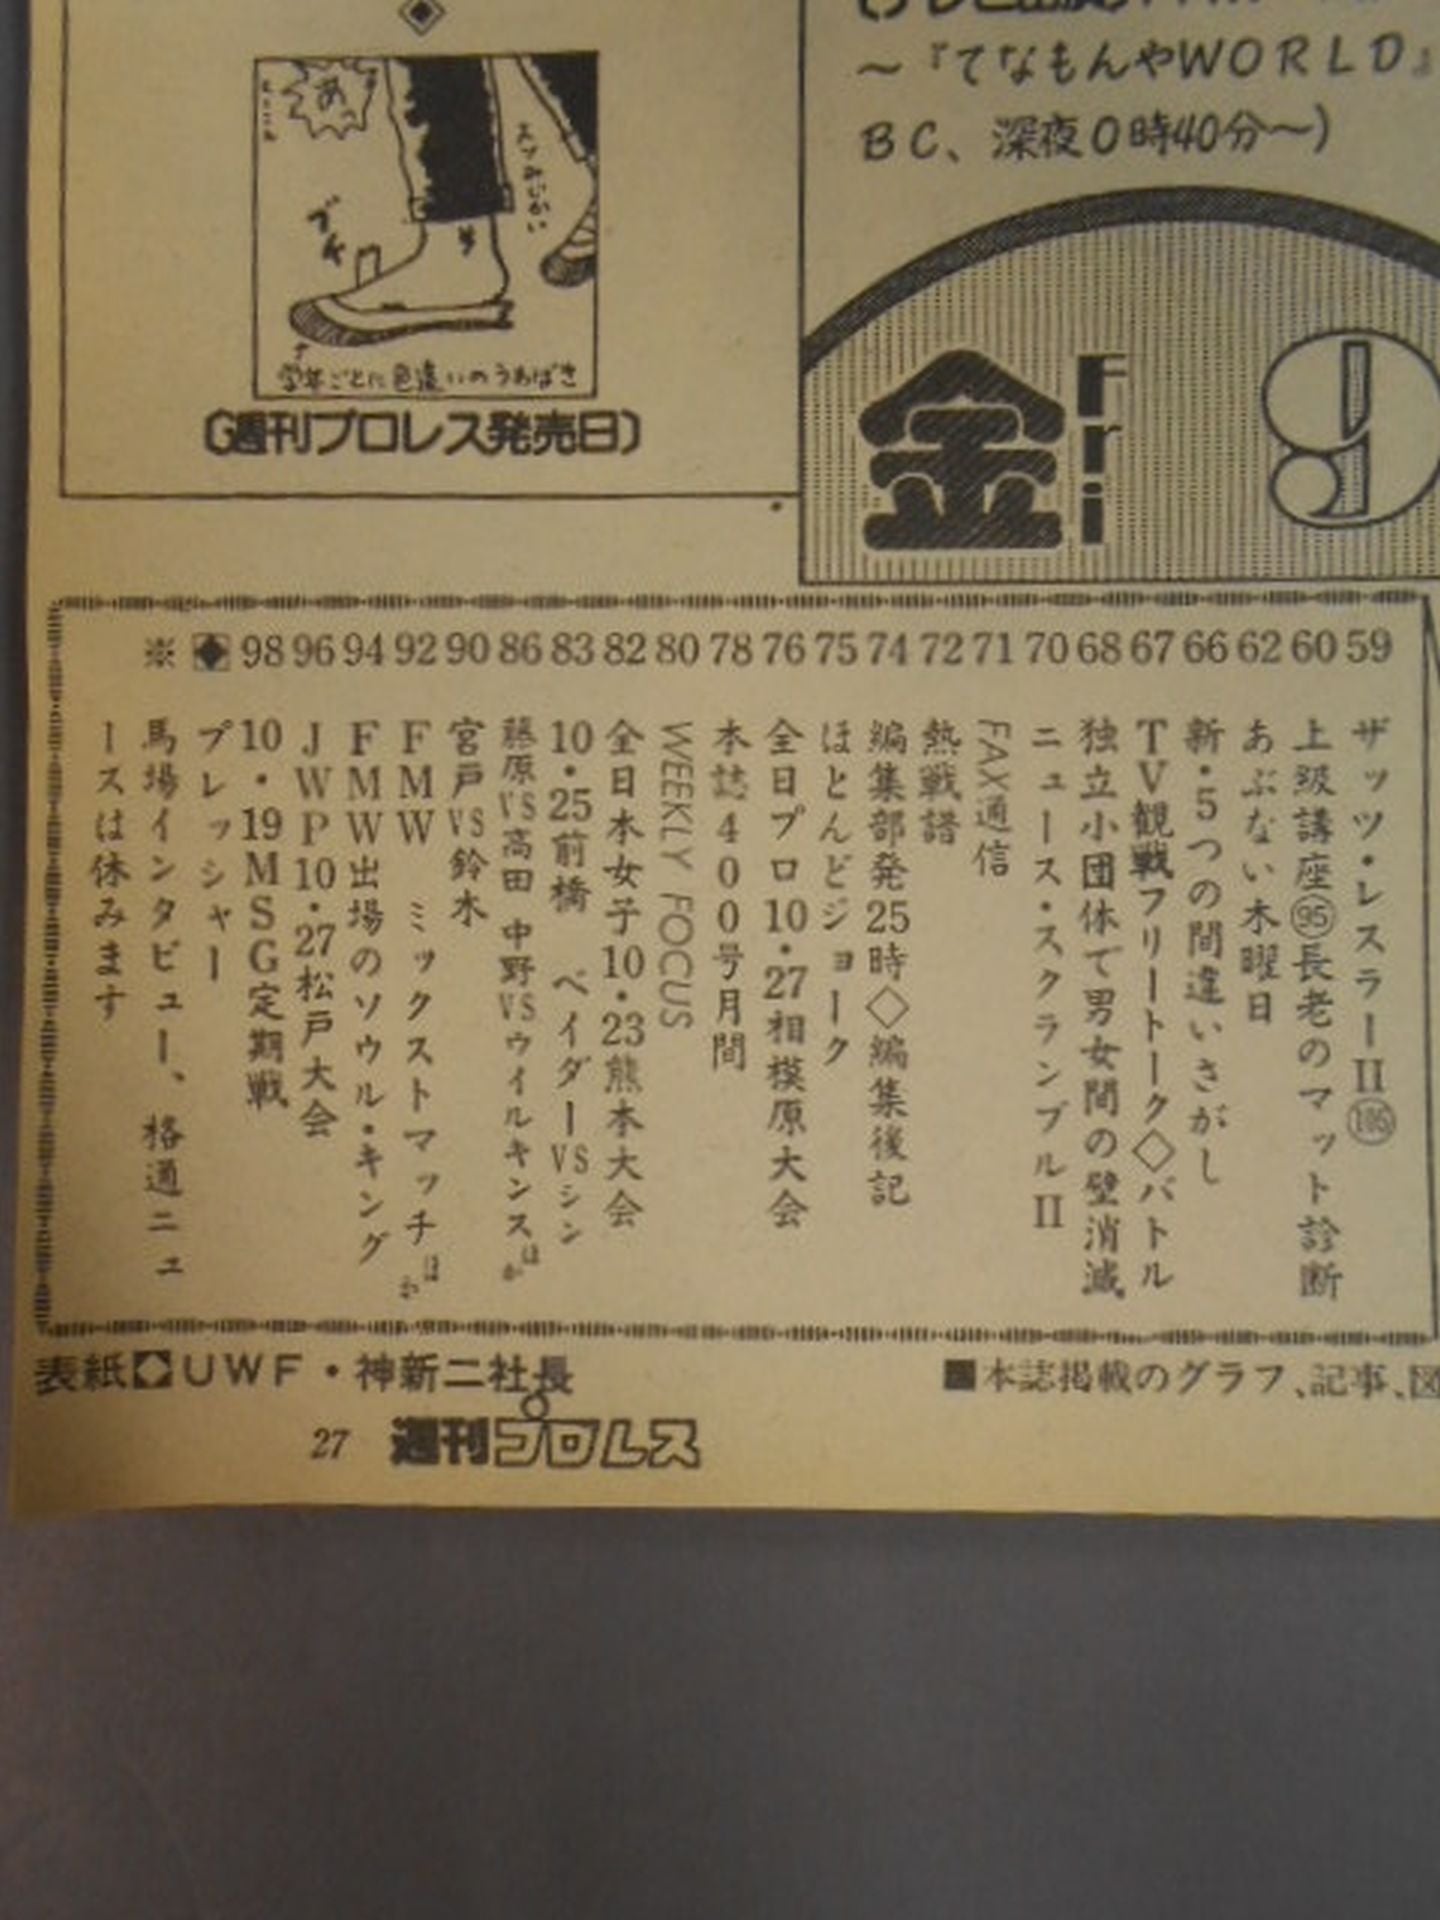 〜『てなもんやWORLD』
BC、深夜0時40分〜)
あっ
ブチ
学年ごとに色違いのうわばき
(週刊プロレス発売日)
金
Fri
9
59 ザッツ・レスラーII(106)
60 上級講座(95)長老のマット診断
62 あぶない木曜日
66 新・5つの間違いさがし
67 TV観戦フリートーク◇バトル
68 独立小団体で男女間の壁消滅
70 ニュース・スクランブルII
71 FAX通信
72 熱戦譜
74 編集部発25時◇編集後記
75 ほとんどジョーク
76 全日プロ10・27相模原大会
78 本誌400号月間
80 WEEKLY FOCUS
82 全日本女子10・23熊本大会
83 10・25前橋 ベイダーVSシン
86 藤原VS高田 中野VSウイルキンスほか
90 宮戸VS鈴木
92 FMW ミックストマッチほか
94 FMW出場のソウル・キング
96 JWP10・27松戸大会
98 10・19MSG定期戦
◆ プレッシャー
※ 馬場インタビュー、格通ニュ
ースは休みます
表紙◆UWF・神新二社長
■本誌掲載のグラフ、記事、図
27 週刊プロレス